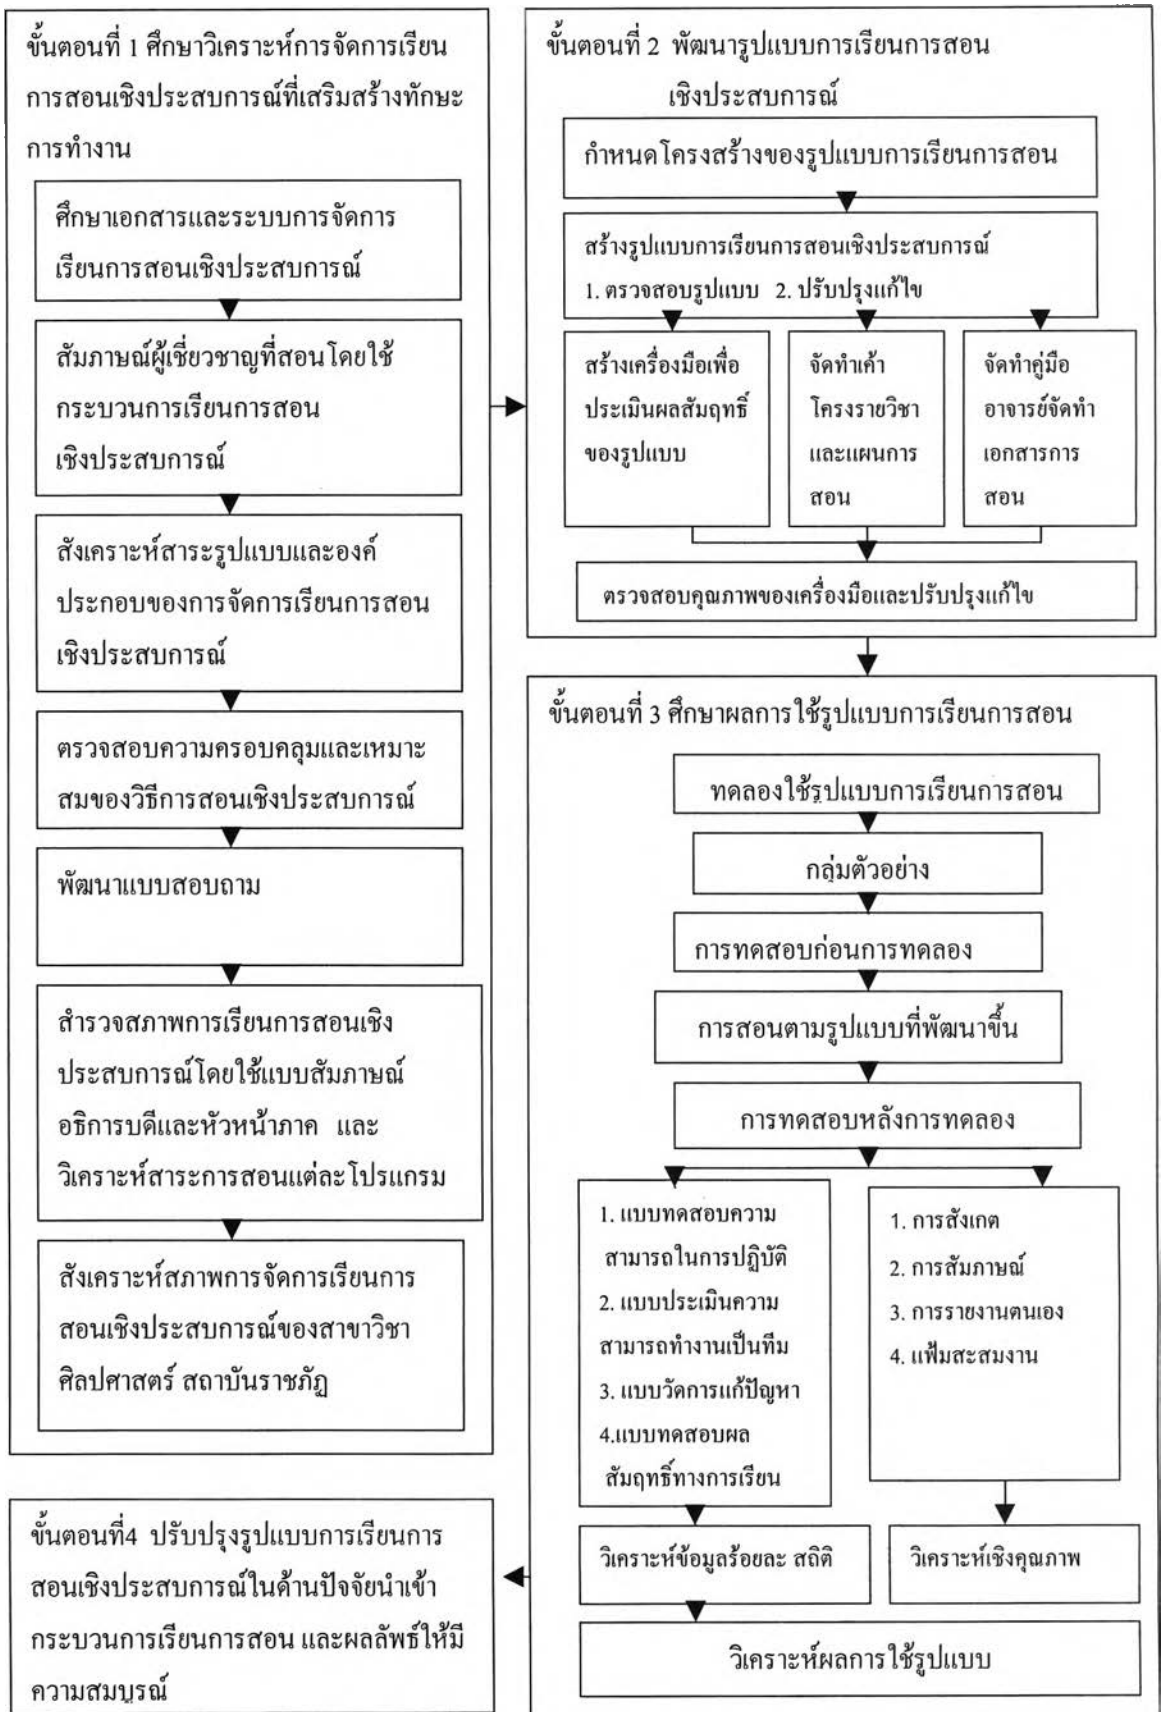 ขั้นตอนที่ 1 ศึกษาวิเคราะห์การจัดการเรียน
การสอนเชิงประสบการณ์ที่เสริมสร้างทักษะ
การทำงาน
ศึกษาเอกสารและระบบการจัดการ
เรียนการสอนเชิงประสบการณ์
สัมภาษณ์ผู้เชี่ยวชาญที่สอนโดยใช้
กระบวนการเรียนการสอน
เชิงประสบการณ์
สังเคราะห์สาระรูปแบบและองค์
ประกอบของการจัดการเรียนการสอน
เชิงประสบการณ์
ตรวจสอบความครอบคลุมและเหมาะ
สมของวิธีการสอนเชิงประสบการณ์
พัฒนาแบบสอบถาม
สำรวจสภาพการเรียนการสอนเชิง
ประสบการณ์โดยใช้แบบสัมภาษณ์
อธิการบดีและหัวหน้าภาค และ
วิเคราะห์สาระการสอนแต่ละโปรแกรม
สังเคราะห์สภาพการจัดการเรียนการ
สอนเชิงประสบการณ์ของสาขาวิชา
ศิลปศาสตร์ สถาบันราชภัฏ
ขั้นตอนที่ 2 พัฒนารูปแบบการเรียนการสอน
เชิงประสบการณ์
กำหนดโครงสร้างของรูปแบบการเรียนการสอน
สร้างรูปแบบการเรียนการสอนเชิงประสบการณ์
1. ตรวจสอบรูปแบบ 2. ปรับปรุงแก้ไข
สร้างเครื่องมือเพื่อ
ประเมินผลสัมฤทธิ์
ของรูปแบบ
จัดทำเค้า
โครงรายวิชา
และแผนการ
สอน
จัดทำคู่มือ
อาจารย์จัดทำ
เอกสารการ
สอน
ตรวจสอบคุณภาพของเครื่องมือและปรับปรุงแก้ไข
ขั้นตอนที่ 3 ศึกษาผลการใช้รูปแบบการเรียนการสอน
ทดลองใช้รูปแบบการเรียนการสอน
กลุ่มตัวอย่าง
การทดสอบก่อนการทดลอง
การสอนตามรูปแบบที่พัฒนาขึ้น
การทดสอบหลังการทดลอง
1. แบบทดสอบความ
สามารถในการปฏิบัติ
2. แบบประเมินความ
สามารถทำงานเป็นทีม
3. แบบวัดการแก้ปัญหา
4.แบบทดสอบผล
สัมฤทธิ์ทางการเรียน
1. การสังเกต
2. การสัมภาษณ์
3. การรายงานตนเอง
4. แฟ้มสะสมงาน
วิเคราะห์ข้อมูลร้อยละ สถิติ
วิเคราะห์เชิงคุณภาพ
วิเคราะห์ผลการใช้รูปแบบ
ขั้นตอนที่4 ปรับปรุงรูปแบบการเรียนการ
สอนเชิงประสบการณ์ในด้านปัจจัยนำเข้า
กระบวนการเรียนการสอน และผลลัพธ์ให้มี
ความสมบูรณ์